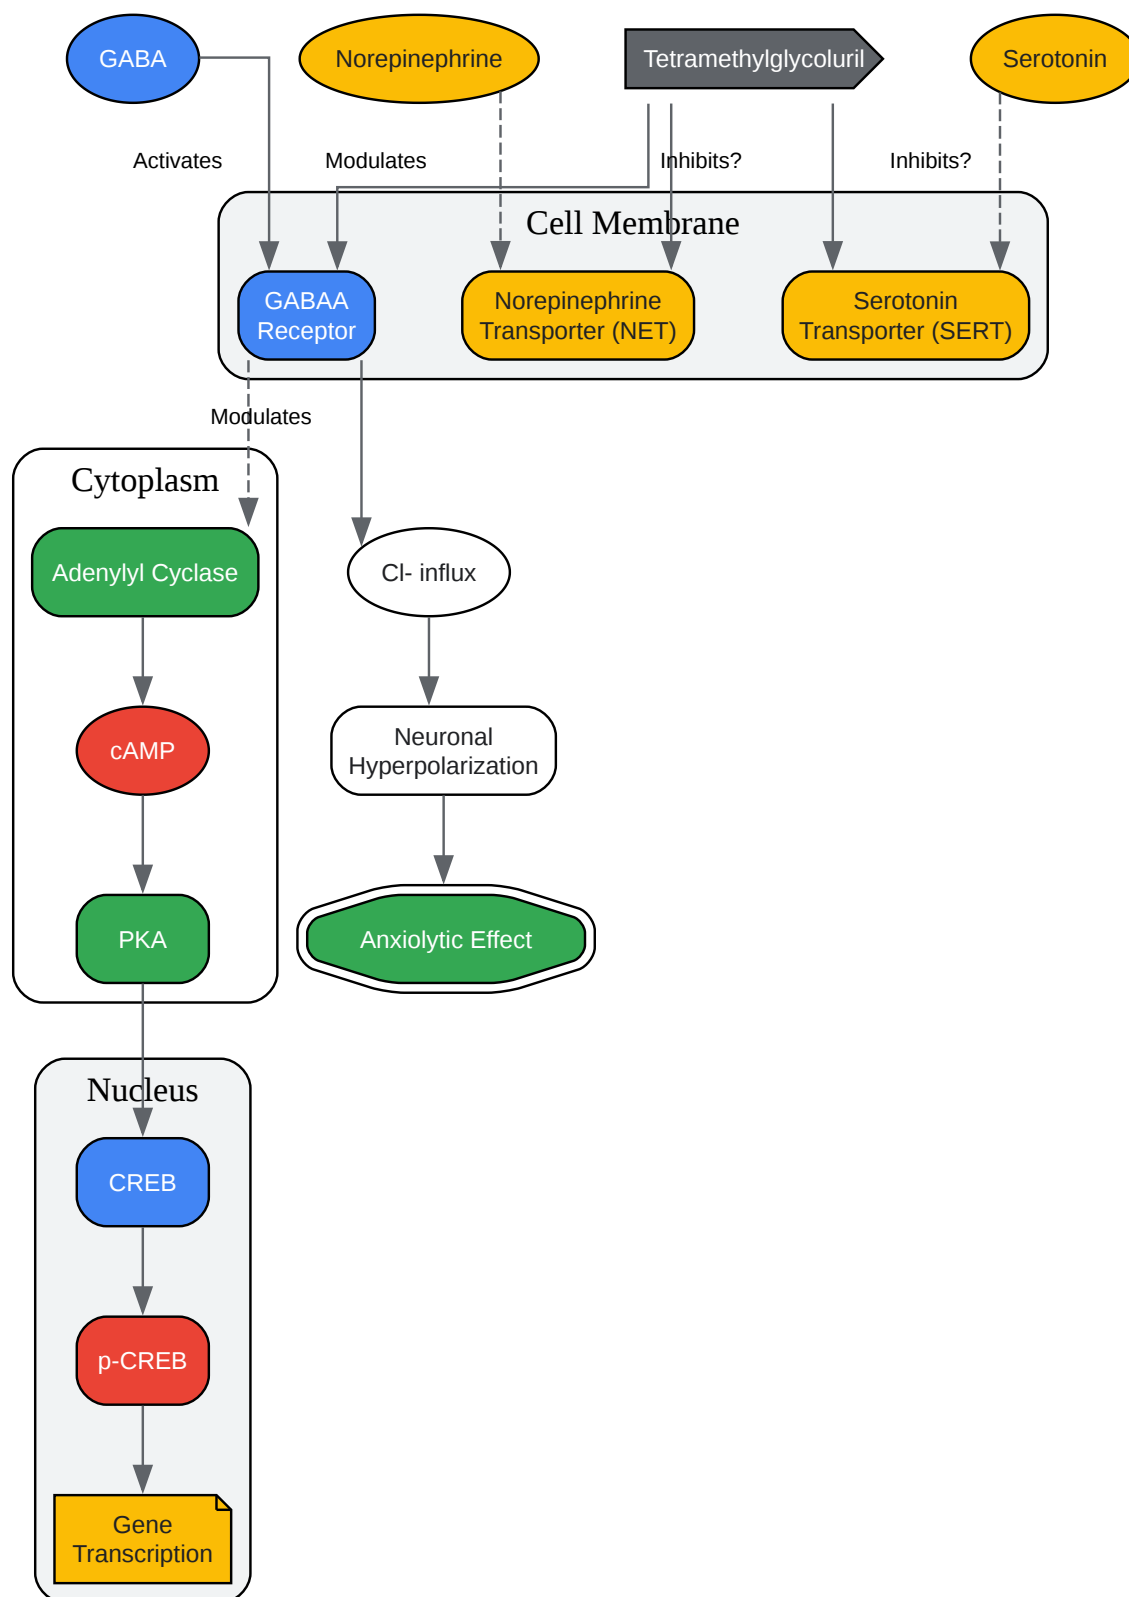 GABA
Norepinephrine
Tetramethylglycoluril
Serotonin
Activates
Modulates
Inhibits?
Inhibits?
Cell Membrane
GABAA
Receptor
Norepinephrine
Transporter (NET)
Serotonin
Transporter (SERT)
Modulates
Cytoplasm
Adenylyl Cyclase
Cl- influx
cAMP
Neuronal
Hyperpolarization
PKA
Anxiolytic Effect
Nucleus
CREB
p-CREB
Gene
Transcription